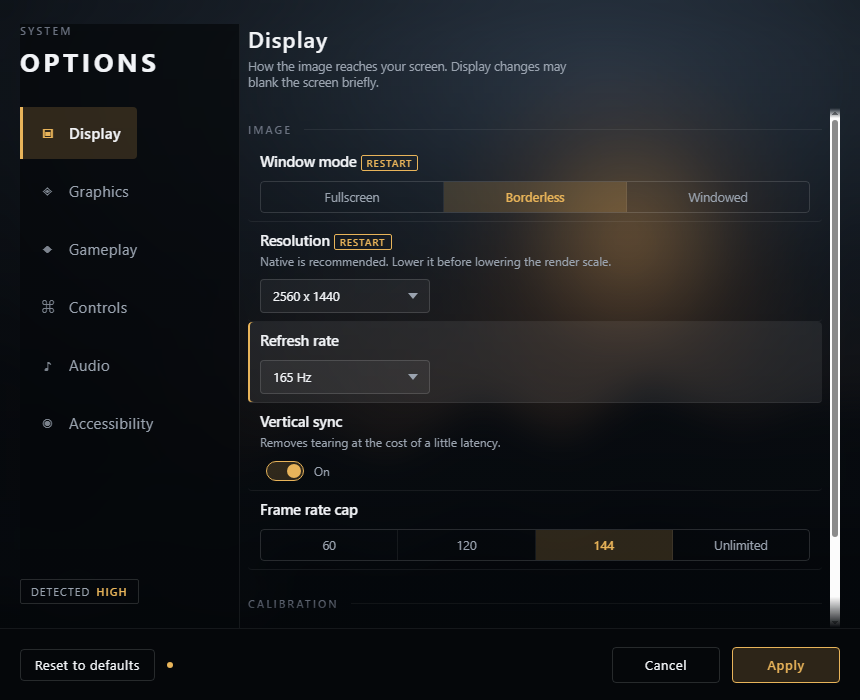 SYSTEM
OPTIONS
Display
Graphics
Gameplay
Controls
Audio
Accessibility
DETECTED HIGH
Display
How the image reaches your screen. Display changes may
blank the screen briefly.
IMAGE
Window mode RESTART
Fullscreen Borderless Windowed
Resolution RESTART
Native is recommended. Lower it before lowering the render scale.
2560 x 1440
Refresh rate
165 Hz
Vertical sync
Removes tearing at the cost of a little latency.
On
Frame rate cap
60 120 144 Unlimited
CALIBRATION
Reset to defaults
Cancel Apply